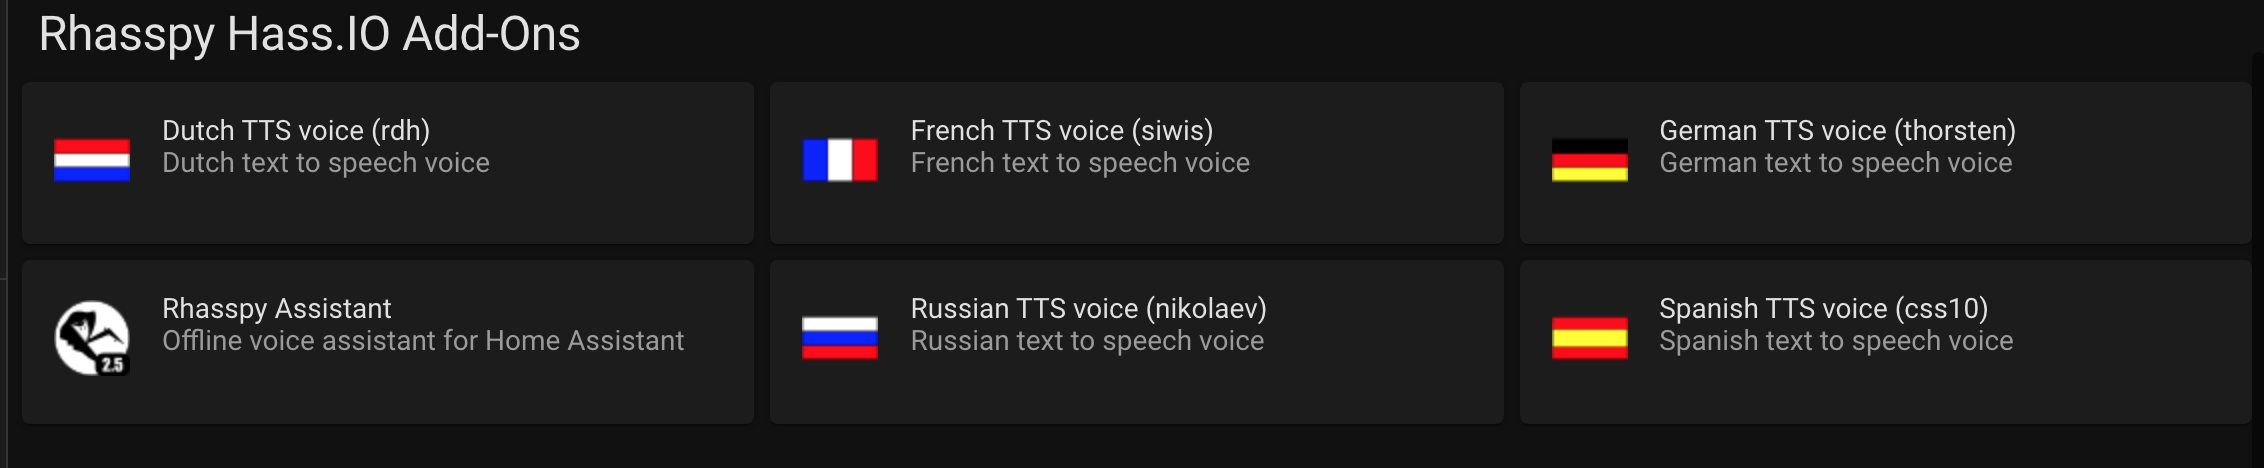 Rhasspy Hass.IO Add-Ons
Dutch TTS voice (rdh)
Dutch text to speech voice
French TTS voice (siwis)
French text to speech voice
German TTS voice (thorsten)
German text to speech voice
Rhasspy Assistant
Offline voice assistant for Home Assistant
2.5
Russian TTS voice (nikolaev)
Russian text to speech voice
Spanish TTS voice (css10)
Spanish text to speech voice